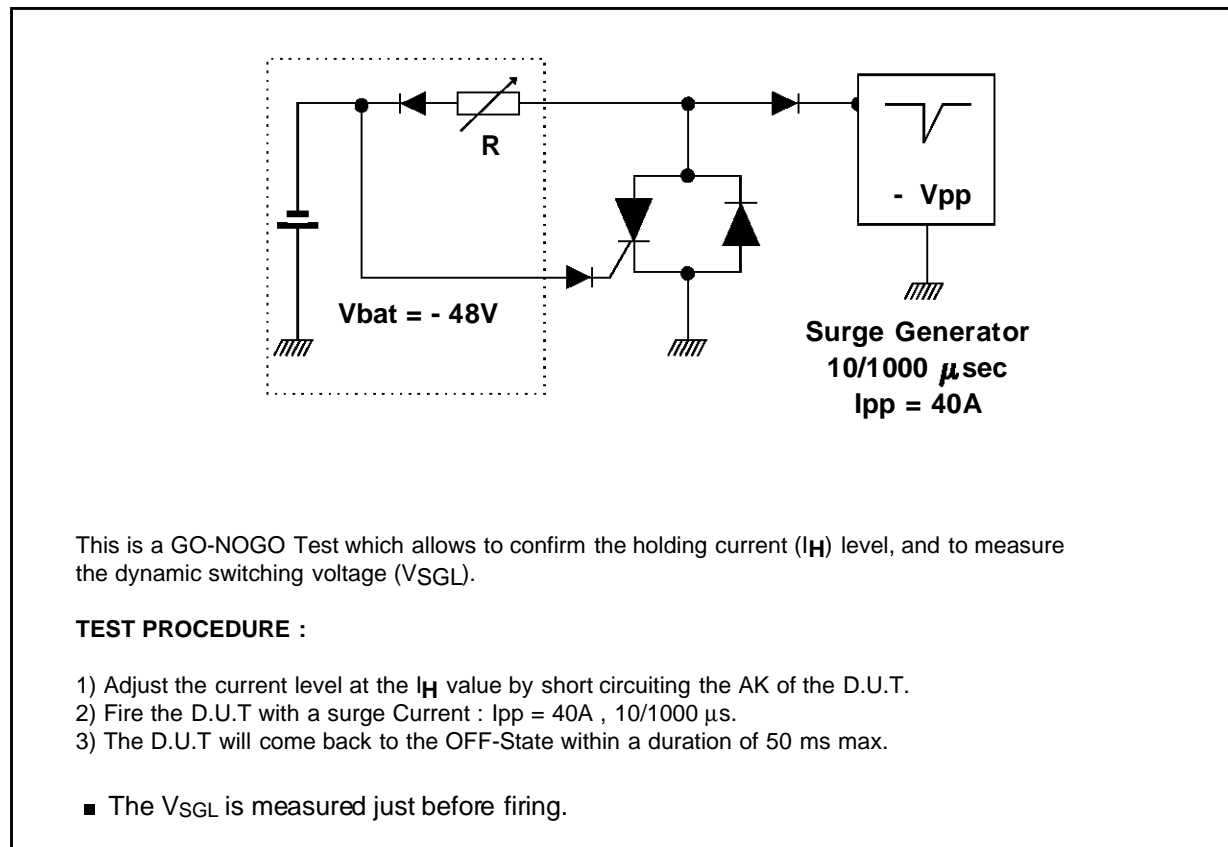 R
- Vpp
Vbat = - 48V
Surge Generator
10/1000 µsec
Ipp = 40A
This is a GO-NOGO Test which allows to confirm the holding current (IH) level, and to measure
the dynamic switching voltage (VSGL).
TEST PROCEDURE :
1) Adjust the current level at the IH value by short circuiting the AK of the D.U.T.
2) Fire the D.U.T with a surge Current : Ipp = 40A , 10/1000 µs.
3) The D.U.T will come back to the OFF-State within a duration of 50 ms max.
■ The VSGL is measured just before firing.